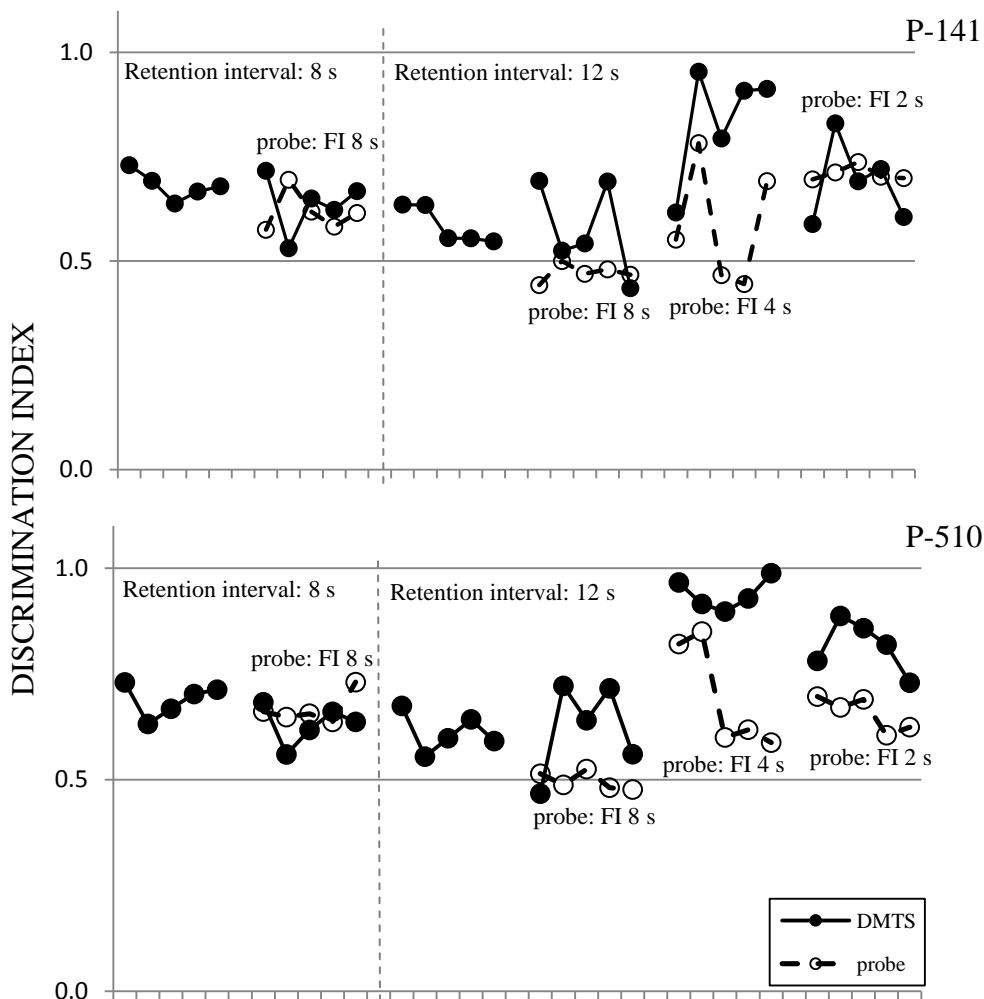 P-141
1.0
Retention interval: 8 s
Retention interval: 12 s
probe: FI 2 s
probe: FI 8 s
0.5
probe: FI 8 s
probe: FI 4 s
0.0
DISCRIMINATION INDEX
P-510
1.0
Retention interval: 8 s
Retention interval: 12 s
probe: FI 8 s
probe: FI 4 s
probe: FI 2 s
0.5
probe: FI 8 s
DMTS
probe
0.0